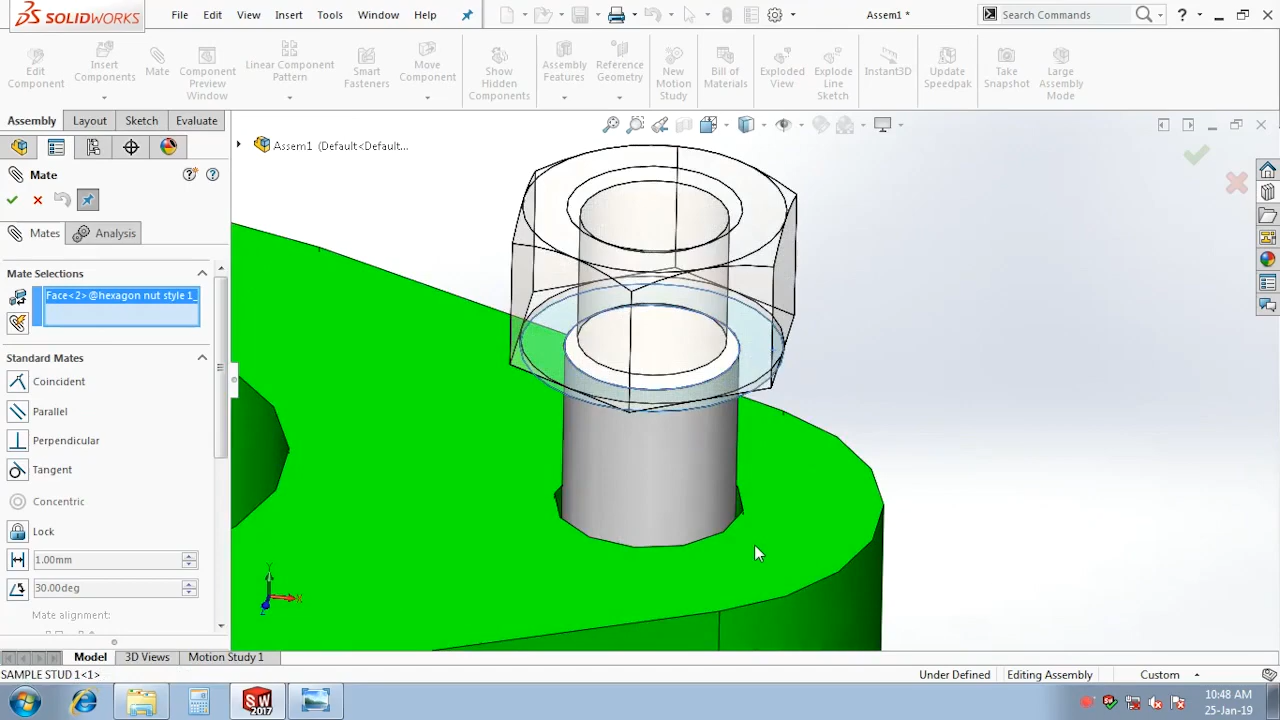 SOLIDWORKS File Edit View Insert Tools Window Help Assem1 * Search Commands ?
Edit Component
Insert Components
Mate
Component Preview Window
Linear Component Pattern
Smart Fasteners
Move Component
Show Hidden Components
Assembly Features
Reference Geometry
New Motion Study
Bill of Materials
Exploded View
Explode Line Sketch
Instant3D
Update Speedpak
Take Snapshot
Large Assembly Mode
Assembly Layout Sketch Evaluate
Assem1 (Default<Default...
Mate
Mates Analysis
Mate Selections
Face<2>@hexagon nut style 1_
Standard Mates
Coincident
Parallel
Perpendicular
Tangent
Concentric
Lock
1.00mm
30.00deg
Mate alignment:
Y
X
Z
Model 3D Views Motion Study 1
SAMPLE STUD 1<1> Under Defined Editing Assembly Custom
SW 2017
10:48 AM
25-Jan-19